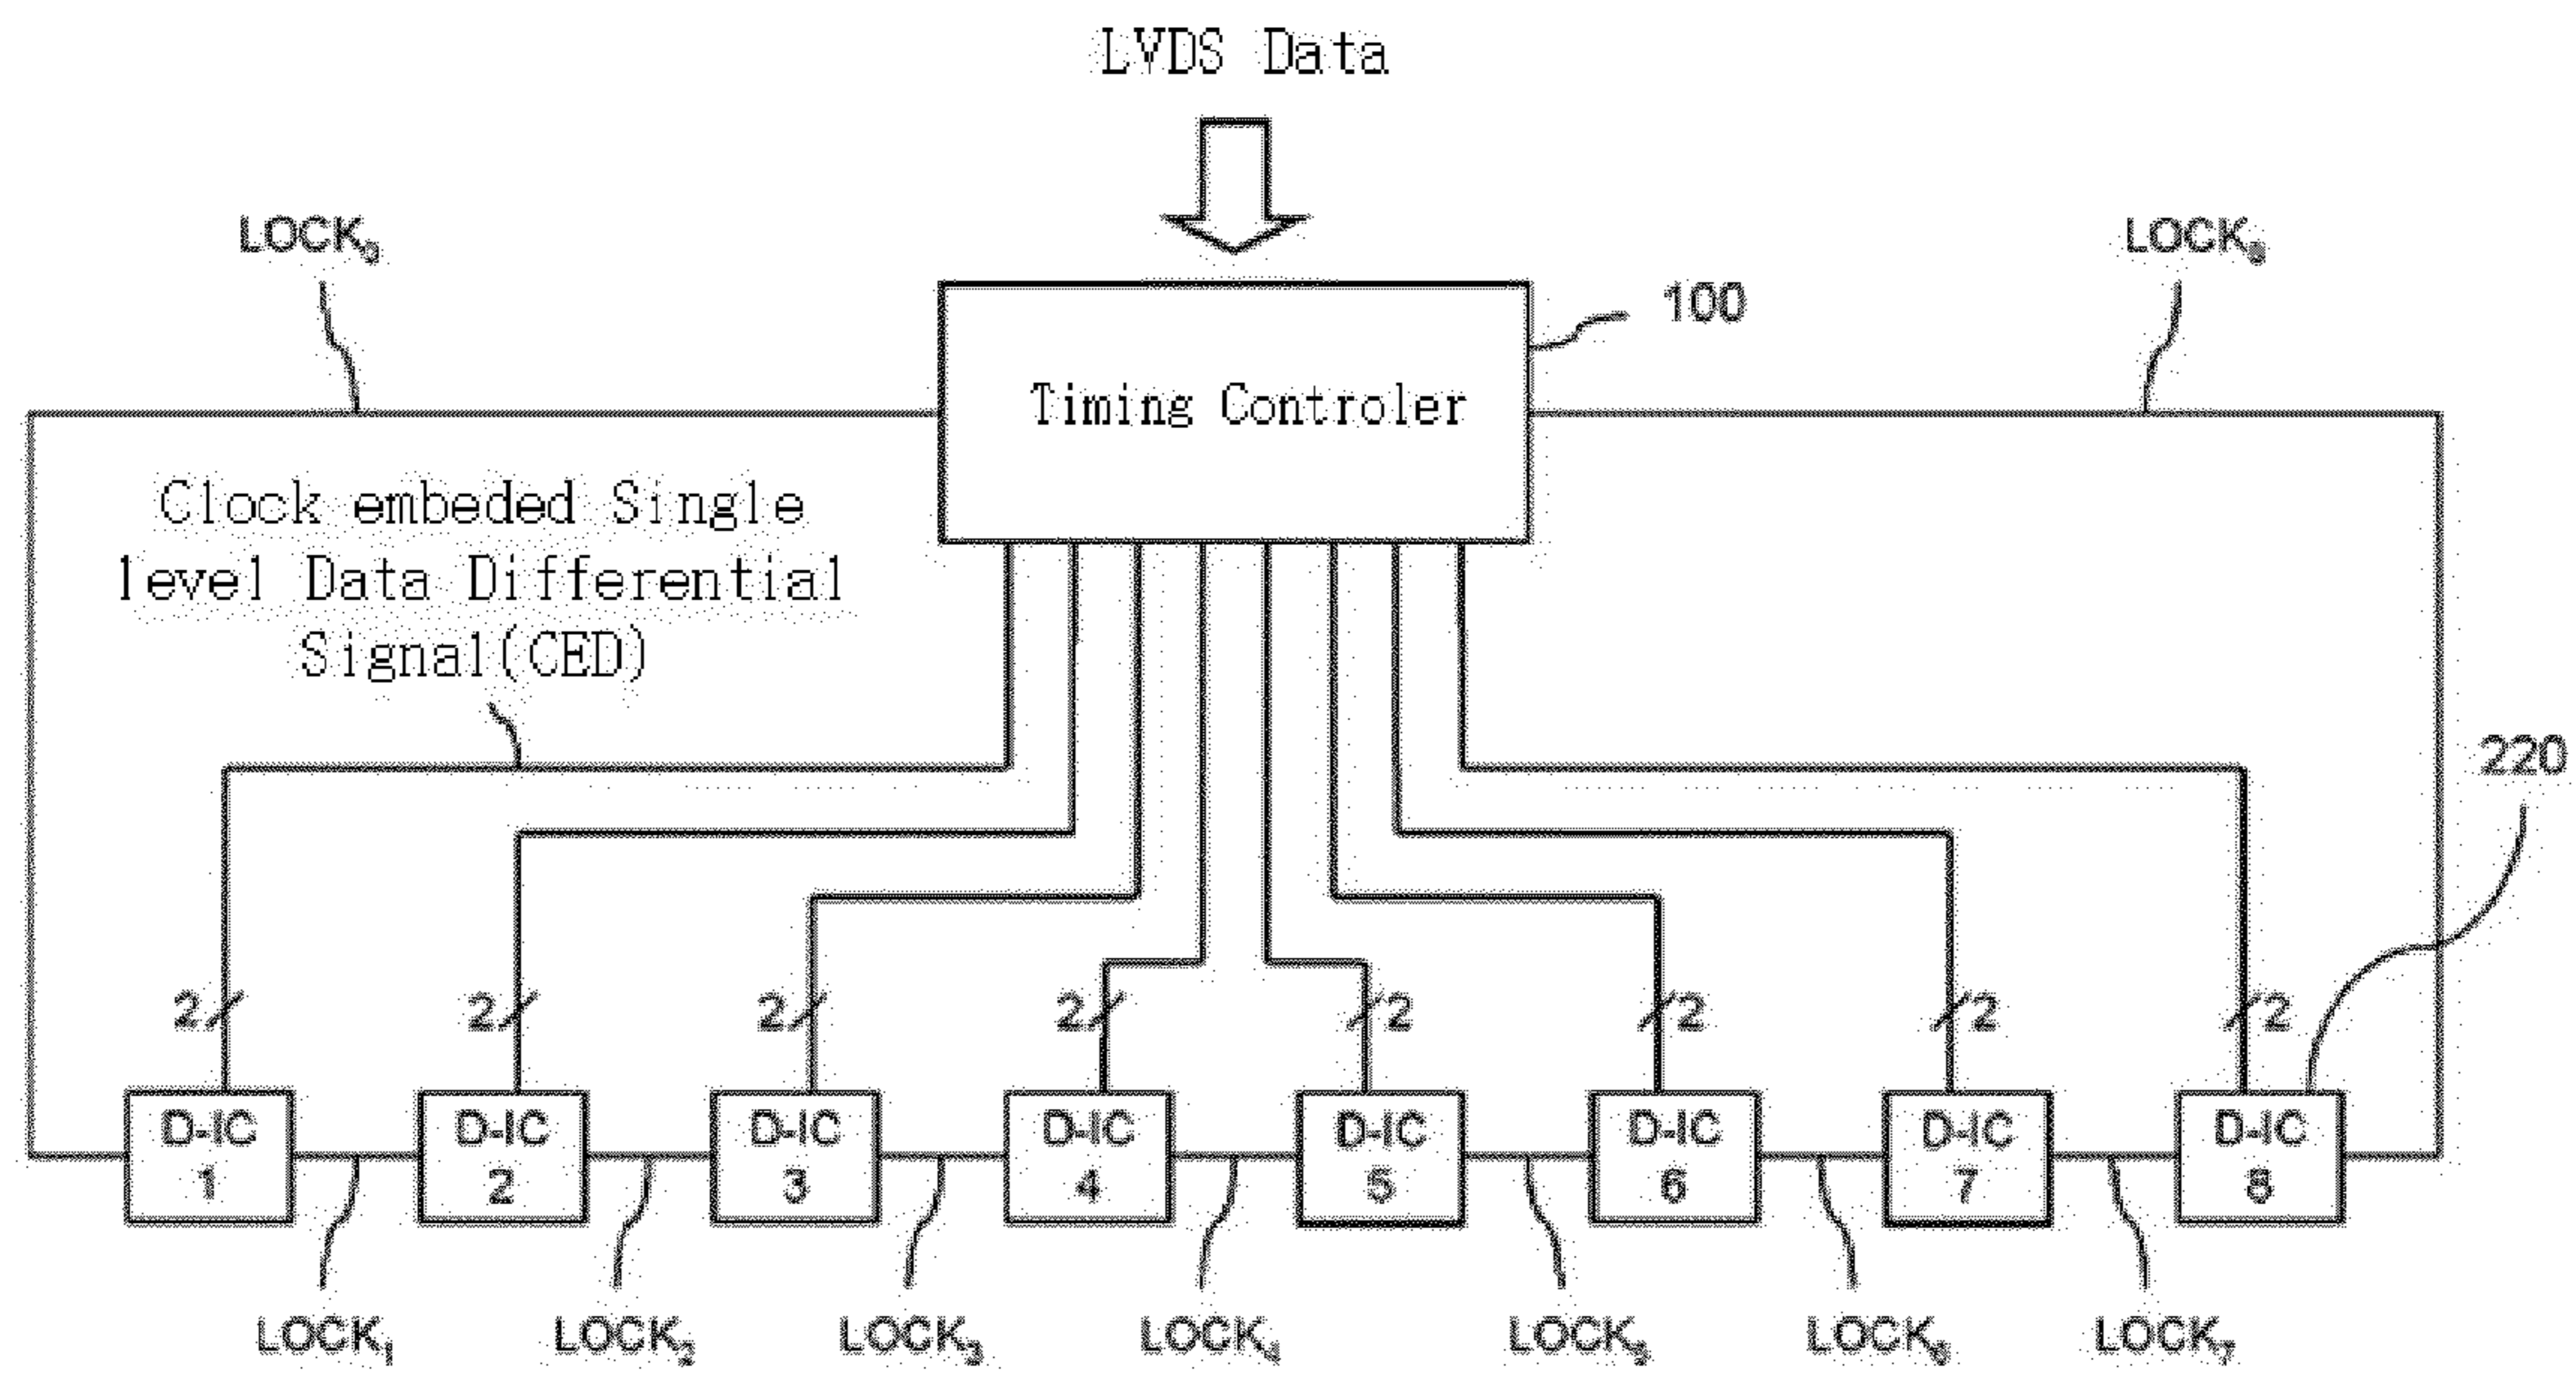 LVDS Data
LOCK₀
LOCK₈
100
Timing Controler
Clock embeded Single
level Data Differential
Signal(CED)
220
2 2 2 2 2 2 2 2
D-IC D-IC D-IC D-IC D-IC D-IC D-IC D-IC
1 2 3 4 5 6 7 8
LOCK₁ LOCK₂ LOCK₃ LOCK₄ LOCK₅ LOCK₆ LOCK₇